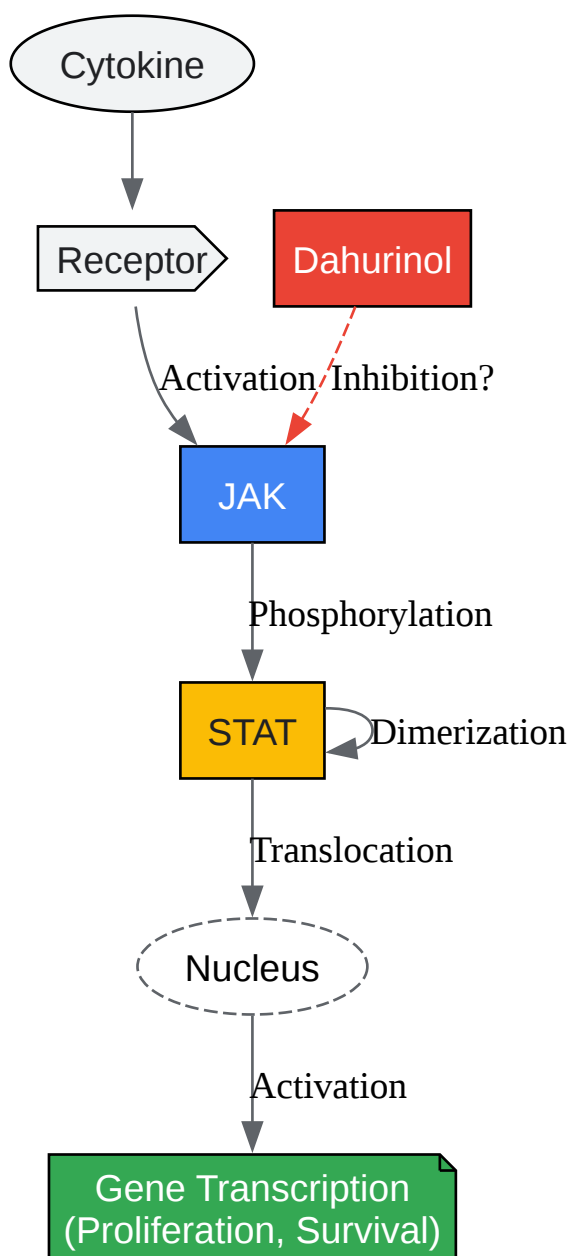 Cytokine
Receptor
Dahurinol
Activation
Inhibition?
JAK
Phosphorylation
STAT
Dimerization
Translocation
Nucleus
Activation
Gene Transcription
(Proliferation, Survival)